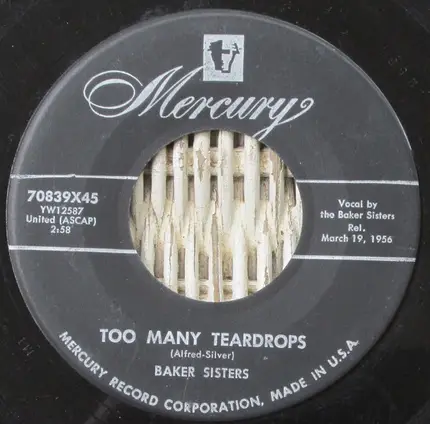 Mercury
70839X45
YW12587
United (ASCAP)
2:58
Vocal by
the Baker Sisters
Rel.
March 19, 1956
TOO MANY TEARDROPS
(Alfred-Silver)
BAKER SISTERS
MERCURY RECORD CORPORATION, MADE IN U.S.A.